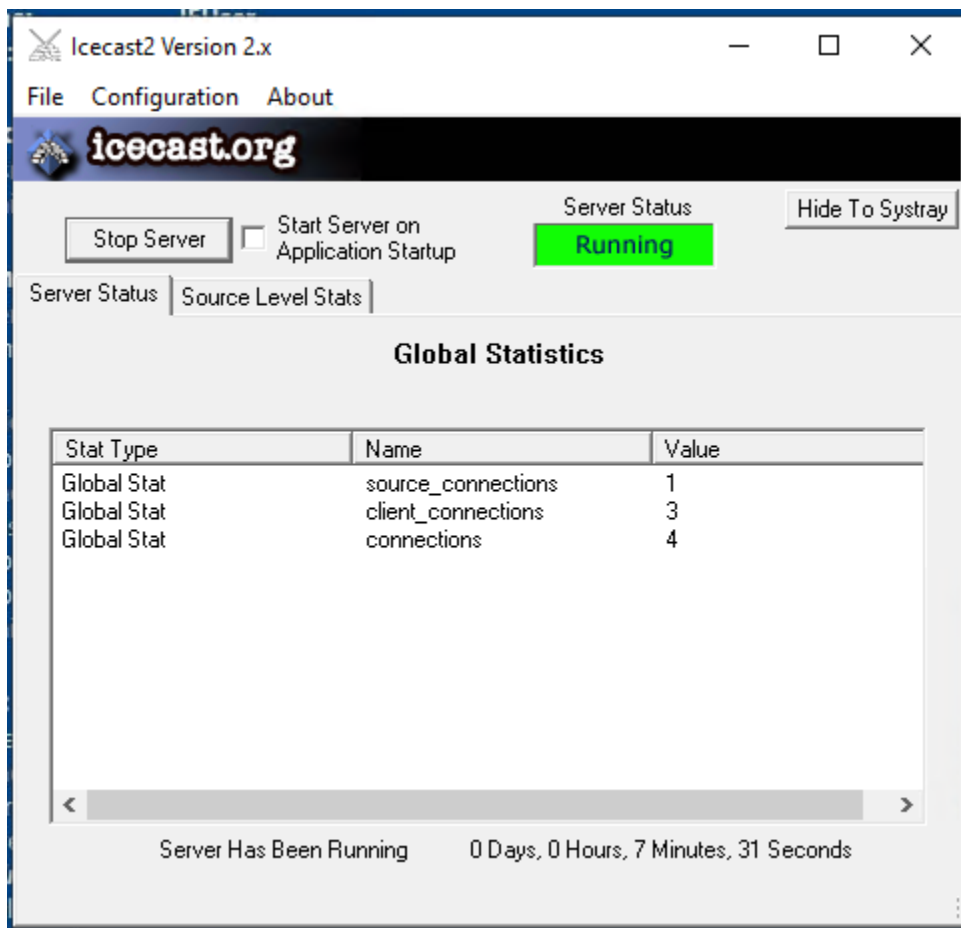 Icecast2 Version 2.x
File Configuration About
icecast.org
Stop Server
Start Server on
Application Startup
Server Status
Running
Hide To Systray
Server Status Source Level Stats
Global Statistics
Stat Type Name Value
Global Stat source_connections 1
Global Stat client_connections 3
Global Stat connections 4
Server Has Been Running 0 Days, 0 Hours, 7 Minutes, 31 Seconds